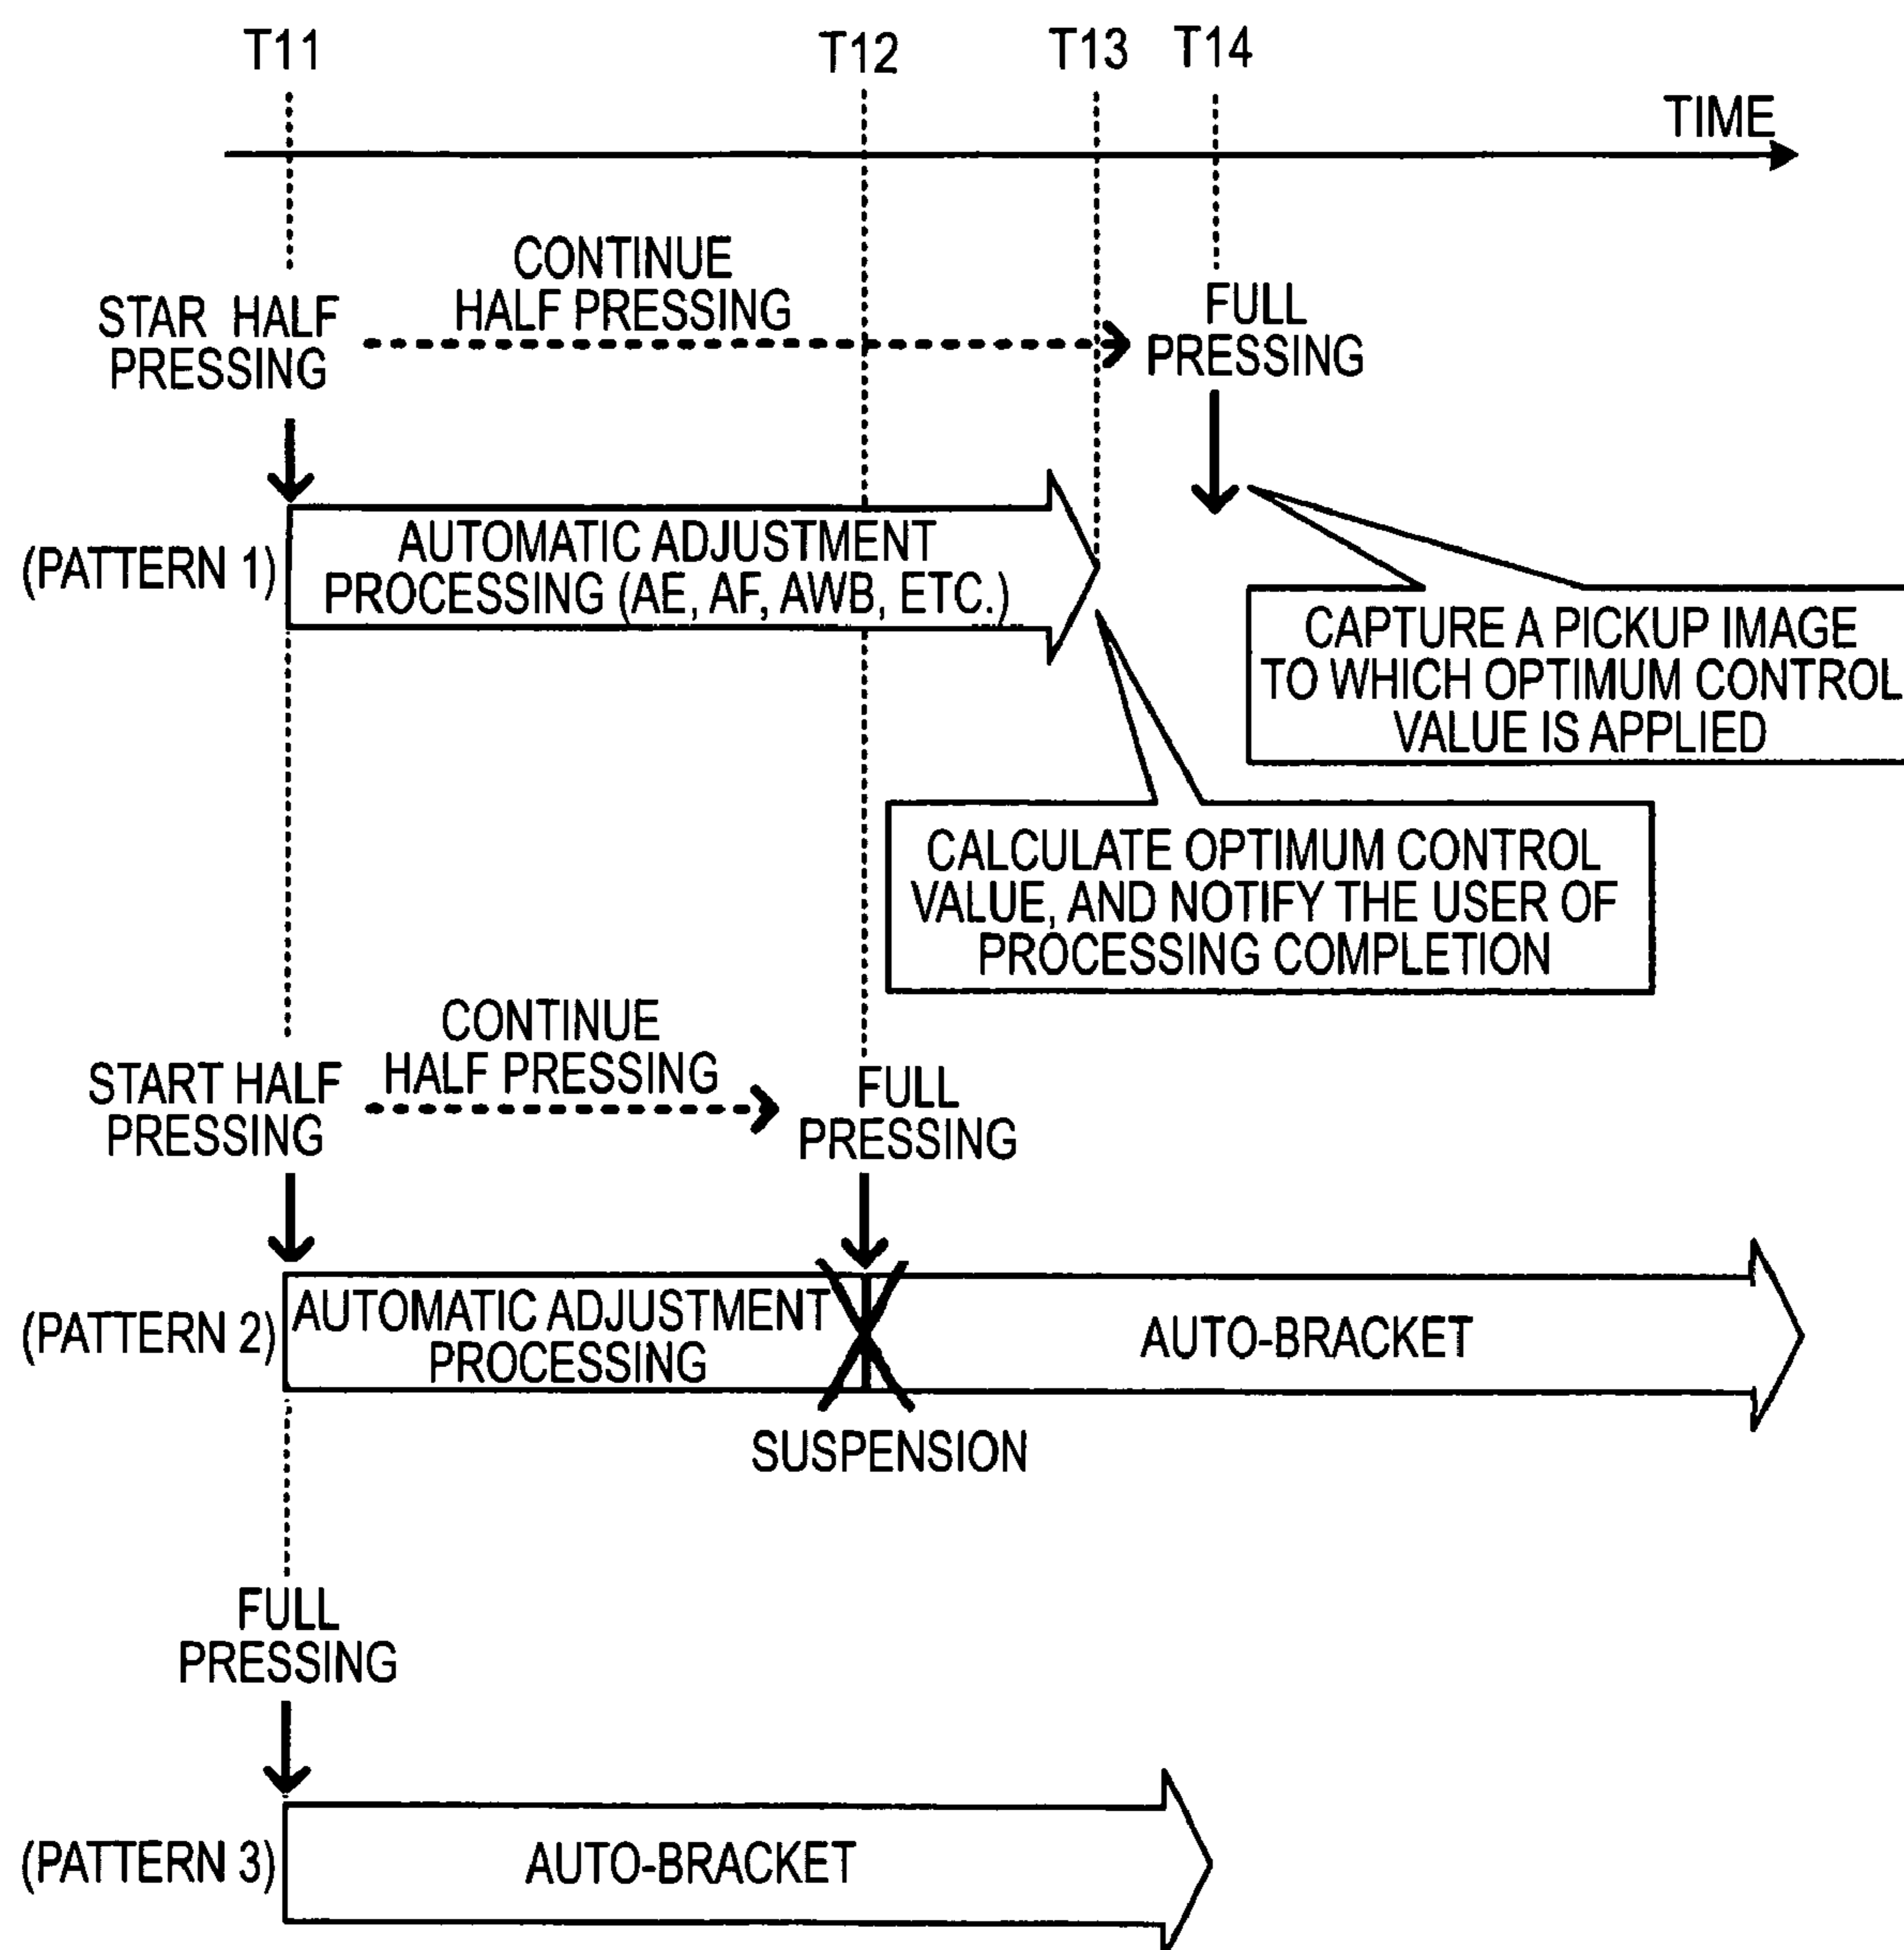 T11
T12
T13
T14
TIME
CONTINUE
HALF PRESSING
STAR HALF
PRESSING
FULL
PRESSING
(PATTERN 1)
AUTOMATIC ADJUSTMENT
PROCESSING (AE, AF, AWB, ETC.)
CAPTURE A PICKUP IMAGE
TO WHICH OPTIMUM CONTROL
VALUE IS APPLIED
CALCULATE OPTIMUM CONTROL
VALUE, AND NOTIFY THE USER OF
PROCESSING COMPLETION
CONTINUE
HALF PRESSING
START HALF
PRESSING
FULL
PRESSING
(PATTERN 2)
AUTOMATIC ADJUSTMENT
PROCESSING
AUTO-BRACKET
SUSPENSION
FULL
PRESSING
(PATTERN 3)
AUTO-BRACKET